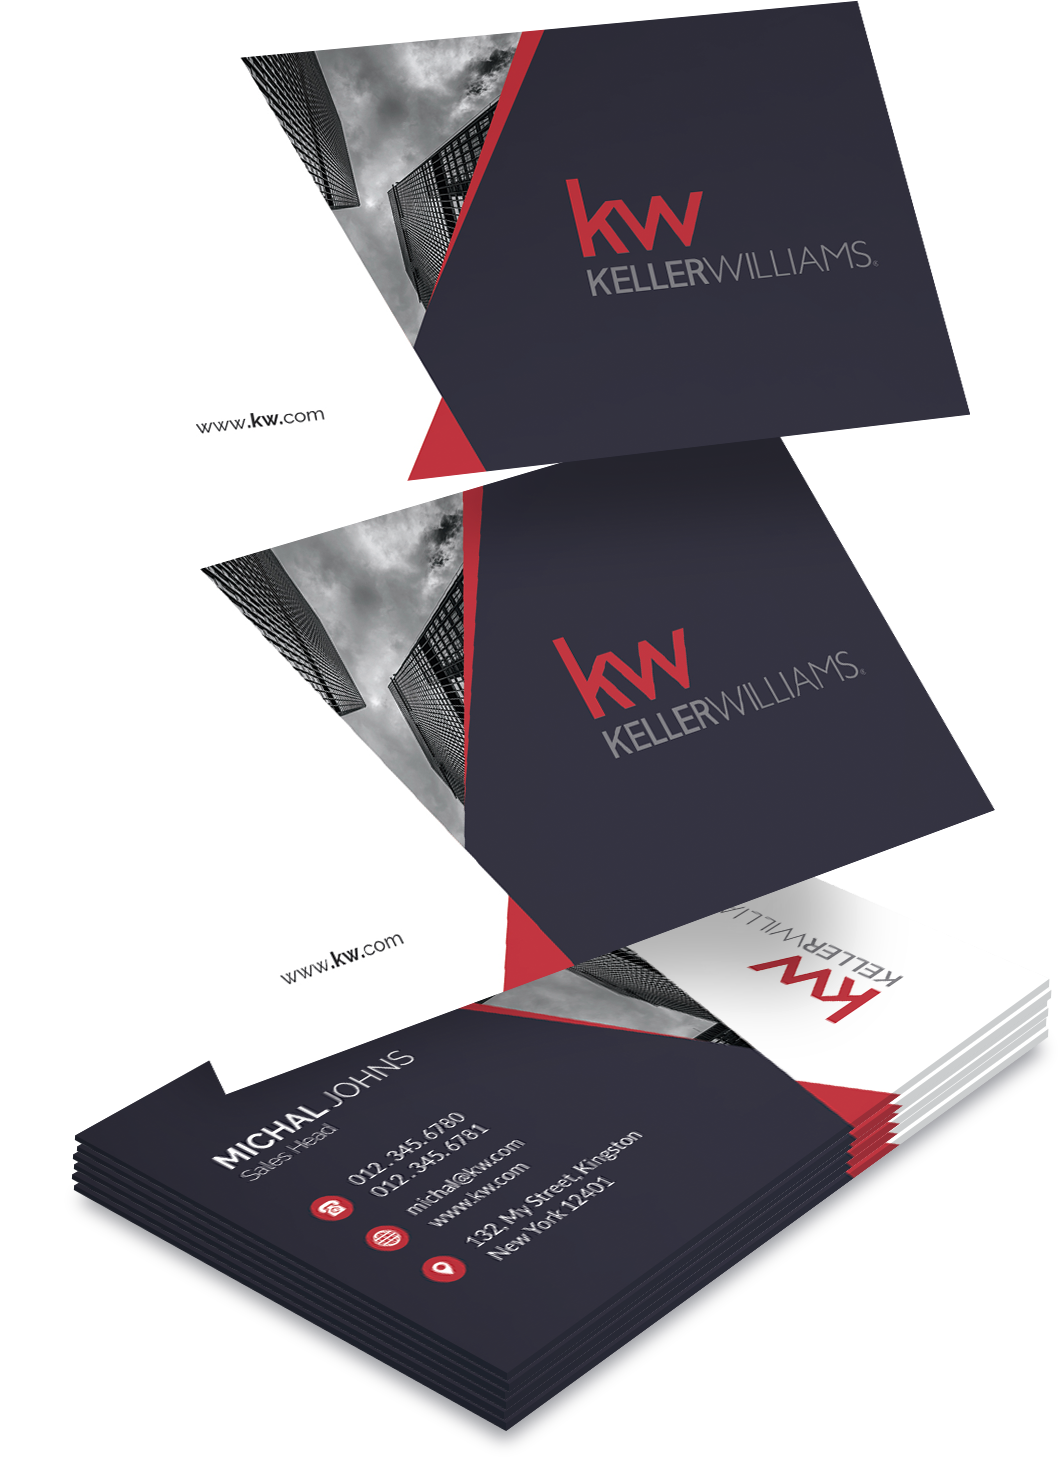 kw
KELLERWILLIAMS®
www.kw.com
kw
KELLERWILLIAMS®
www.kw.com
kw
KELLERWILLIA
MICHAL JOHNS
Sales Head
012.345.6780
012.345.6781
michal@kw.com
www.kw.com
132, My Street, Kingston
New York 12401